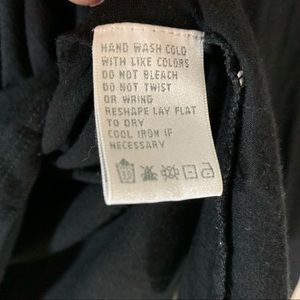 HAND WASH COLD
WITH LIKE COLORS
DO NOT BLEACH
DO NOT TWIST
OR WRING
RESHAPE LAY FLAT
TO DRY
COOL IRON IF
NECESSARY